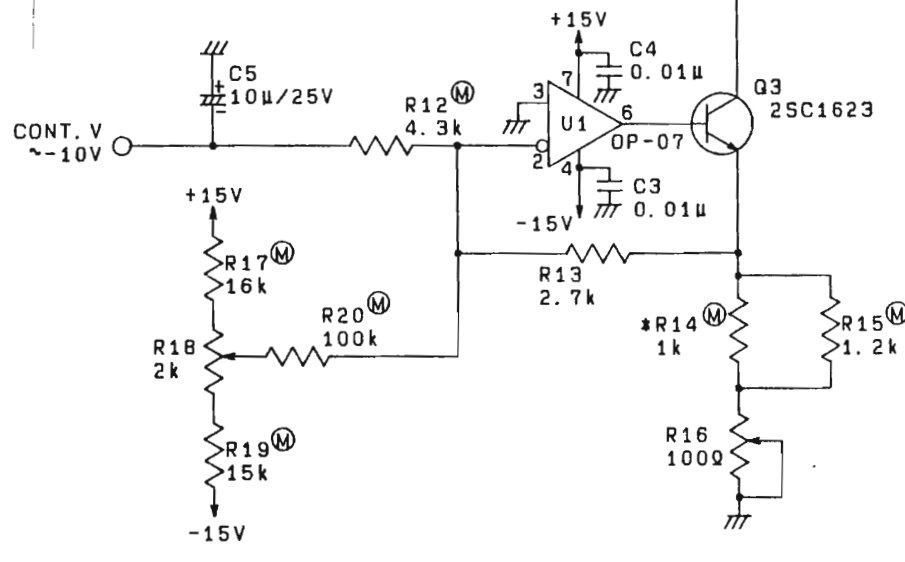 +15V
C4
0.01μ
7
3
U1
6
OP-07
2
4
Q3
2SC1623
C5
+
-
10μ/25V
R12 Ⓜ
4.3k
CONT.V
~-10V
C3
0.01μ
-15V
+15V
R17 Ⓜ
16k
R13
2.7k
R20 Ⓜ
100k
R18
2k
*R14 Ⓜ
1k
R15 Ⓜ
1.2k
R19 Ⓜ
15k
R16
100Ω
-15V